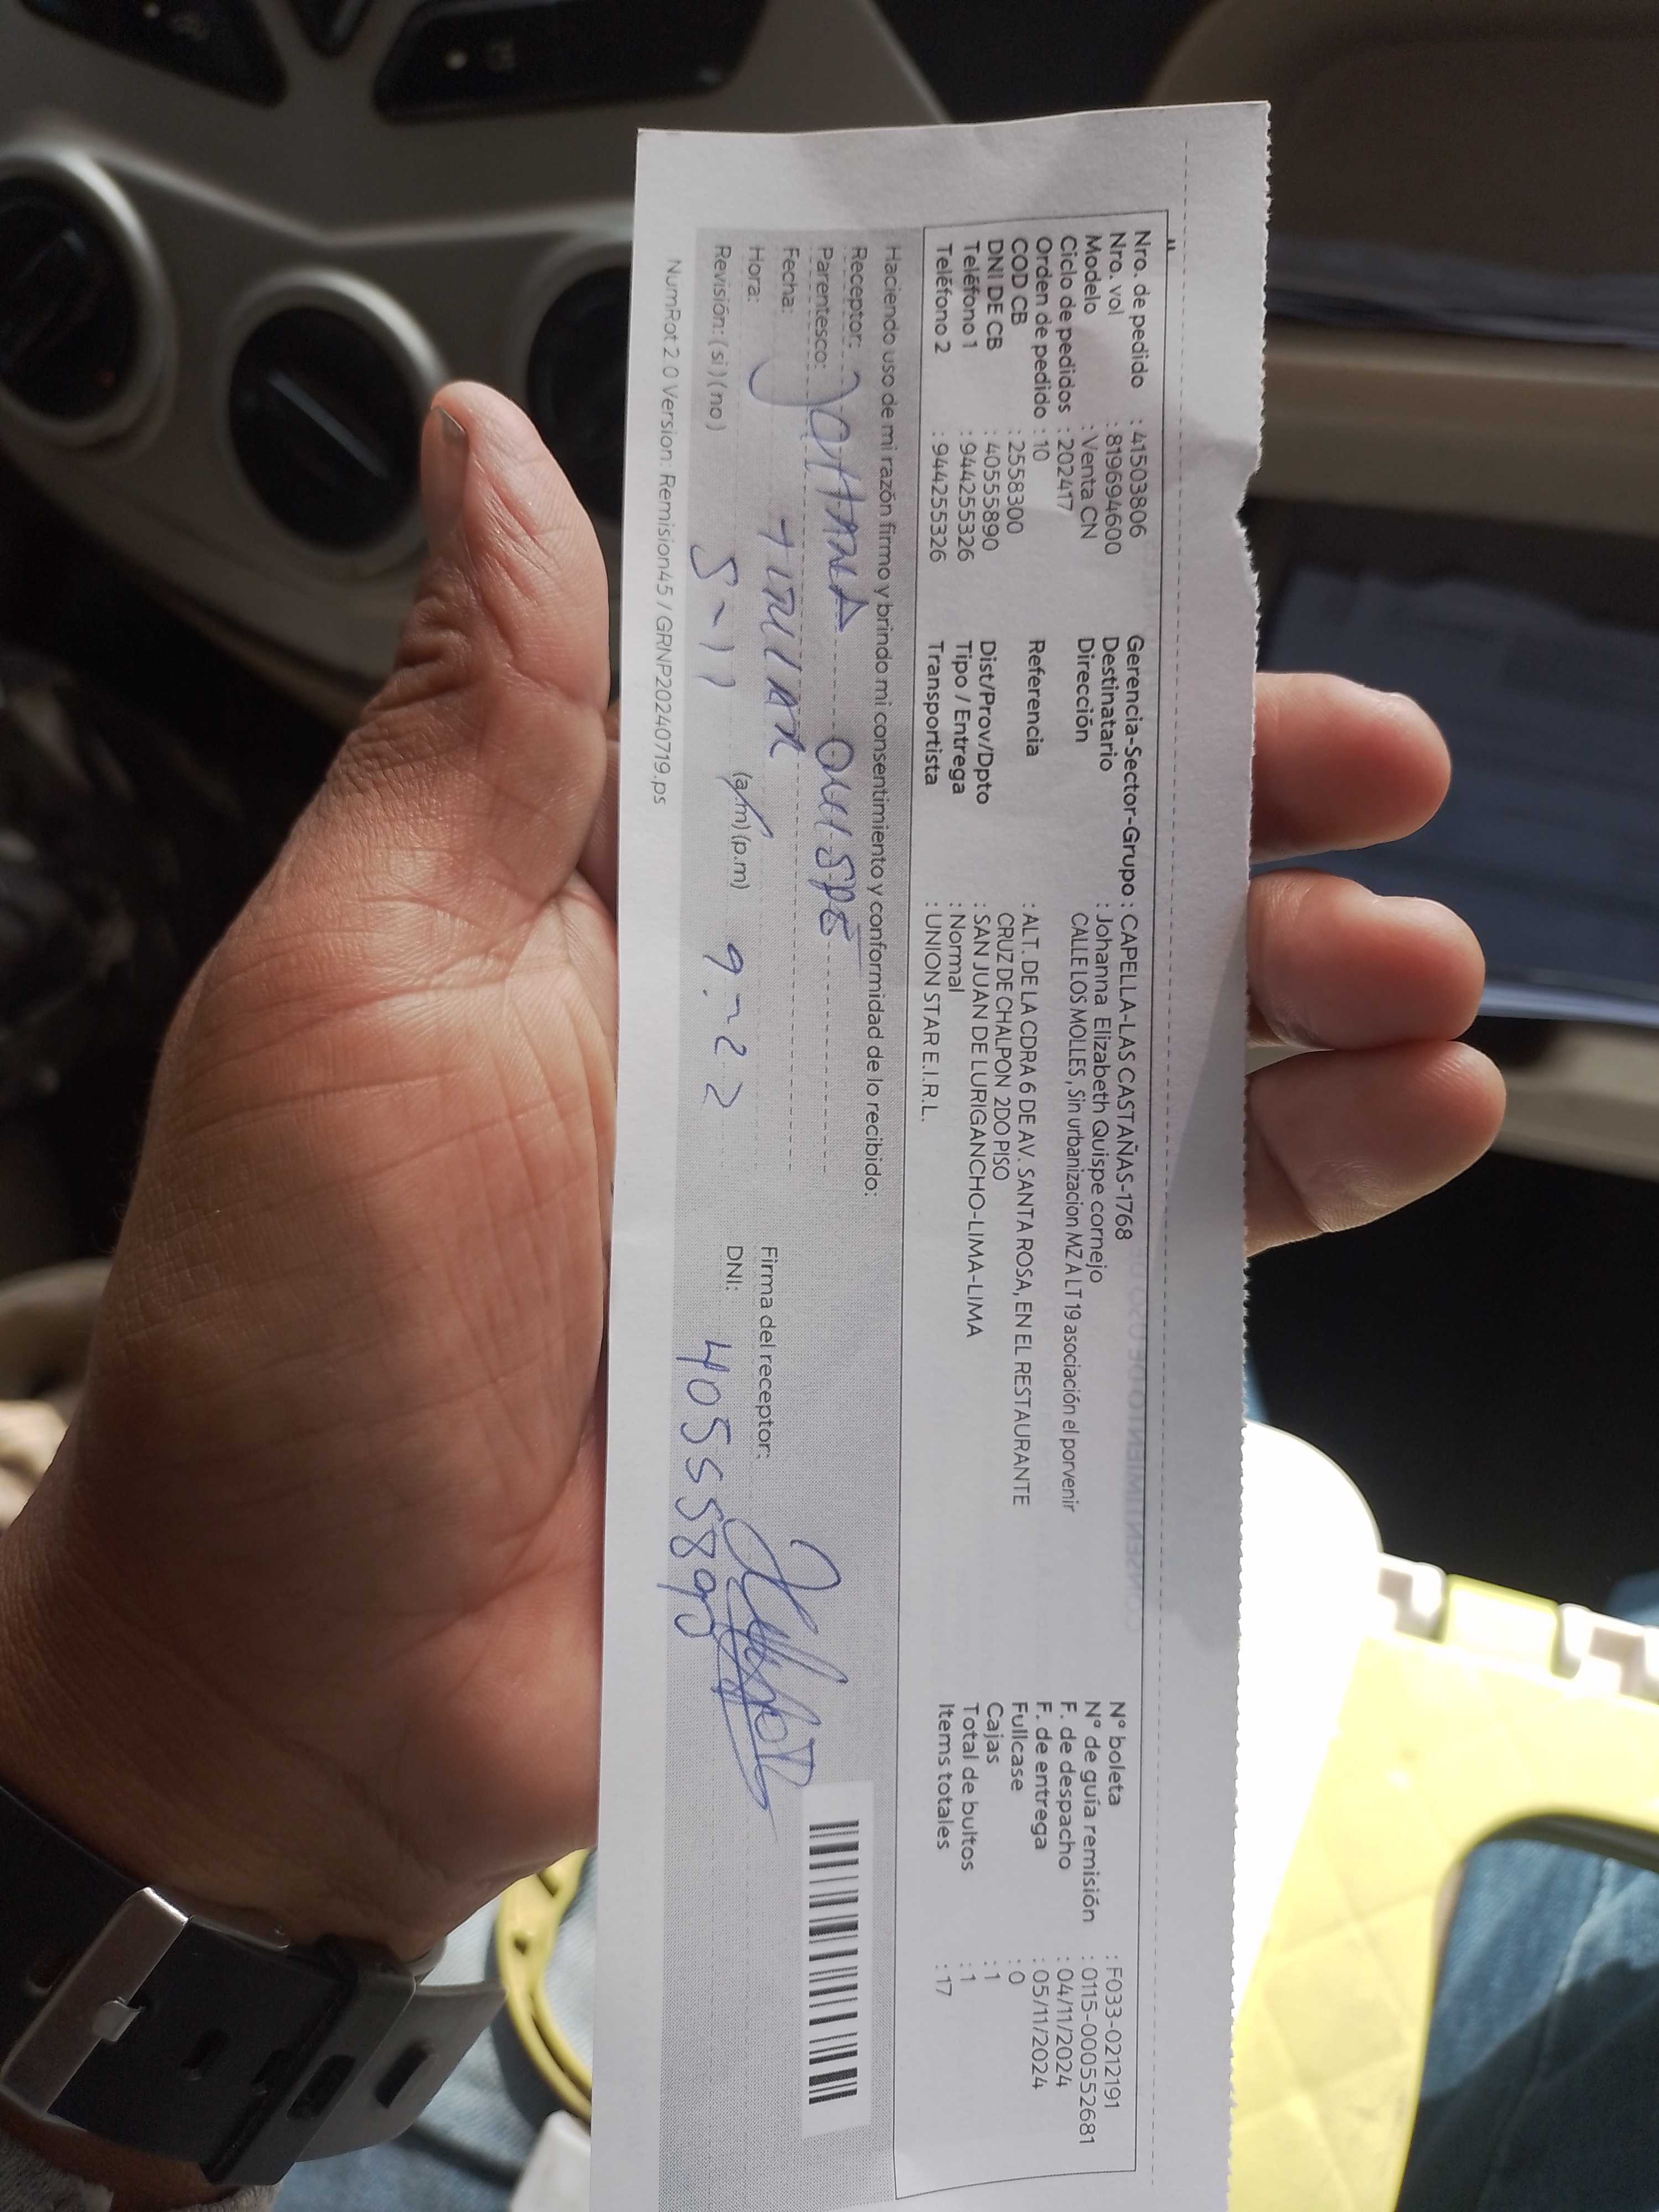 Nro. de pedido : 41503806
Nro. vol : 819694600
Modelo : Venta CN
Ciclo de pedidos : 202417
Orden de pedido : 10
COD CB : 2558300
DNI DE CB : 40555890
Teléfono 1 : 944255326
Teléfono 2 : 944255326
Gerencia-Sector-Grupo : CAPELLA-LAS CASTAÑAS-1768
Destinatario : Johanna Elizabeth Quispe cornejo
Dirección CALLE LOS MOLLES, Sin urbanizacion MZ A LT 19 asociación el porvenir
Referencia : ALT. DE LA CDRA 6 DE AV. SANTA ROSA, EN EL RESTAURANTE
CRUZ DE CHALPON 2DO PISO
Dist/Prov/Dpto : SAN JUAN DE LURIGANCHO-LIMA-LIMA
Tipo / Entrega : Normal
Transportista : UNION STAR E.I.R.L.
N° boleta : F033-0212191
N° de guía remisión : 0115-000552681
F. de despacho : 04/11/2024
F. de entrega : 05/11/2024
Fullcase : 0
Cajas : 1
Total de bultos : 1
Items totales : 17
Haciendo uso de mi razón firmo y brindo mi consentimiento y conformidad de lo recibido:
Receptor: JOHANA QUISPE
Parentesco: TITULAR
Fecha: 5-11
Hora: (a.m) (p.m) 9-22
Revisión: ( si ) ( no )
Firma del receptor:
DNI: 40555890
NumRot 2.0 Version: Remision45 / GRNP20240719.ps